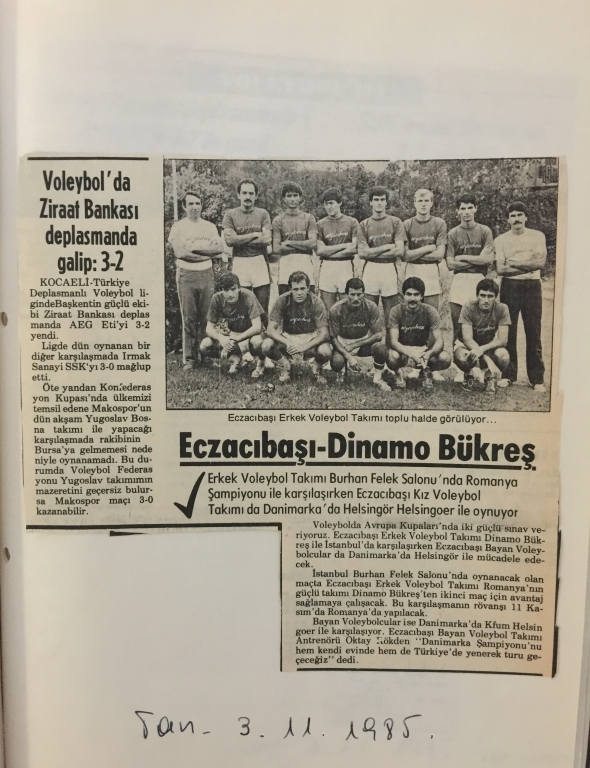 Voleybol'da
Ziraat Bankası
deplasmanda
galip: 3-2
KOCAELİ-Türkiye
Deplasmanlı Voleybol li-
gindeBaşkentin güçlü eki-
bi Ziraat Bankası deplas
manda AEG Eti'yi 3-2
yendi.
Ligde dün oynanan bir
diğer karşılaşmada Irmak
Sanayi SSK'yı 3-0 mağlup
etti.
Öte yandan Konfederas
yon Kupası'nda ülkemizi
temsil edene Makospor'un
dün akşam Yugoslav Bos-
na takımı ile yapacağı
karşılaşmada rakibinin
Bursa'ya gelmemesi nede
niyle oynanamadı. Bu du-
rumda Voleybol Federas
yonu Yugoslav takımımın
mazeretini geçersiz bulur-
sa Makospor maçı 3-0
kazanabilir.
Eczacıbaşı Erkek Voleybol Takımı toplu halde görülüyor...
Eczacıbaşı-Dinamo Bükreş
Erkek Voleybol Takımı Burhan Felek Salonu'nda Romanya
Şampiyonu ile karşılaşırken Eczacıbaşı Kız Voleybol
Takımı da Danimarka'da Helsingör Helsingoer ile oynuyor
Voleybolda Avrupa Kupaları'nda iki güçlü sınav ve-
riyoruz. Eczacıbaşı Erkek Voleybol Takımı Dinamo Bük-
reş ile İstanbul'da karşılaşırken Eczacıbaşı Bayan Voley-
bolcular da Danimarka'da Helsingör ile mücadele ede-
cek.
İstanbul Burhan Felek Salonu'nda oynanacak olan
maçta Eczacıbaşı Erkek Voleybol Takımı Romanya'nın
güçlü takımı Dinamo Bükreş'ten ikinci maç için avantaj
sağlamaya çalışacak. Bu karşılaşmanın rövanşı 11 Ka-
sım'da Romanya'da yapılacak.
Bayan Voleybolcular ise Danimarka'da Kfum Helsin
goer ile karşılaşıyor. Eczacıbaşı Bayan Voleybol Takımı
Antrenörü Oktay Kökden "Danimarka Şampiyonu'nu
hem kendi evinde hem de Türkiye'de yenerek turu ge-
çeceğiz" dedi.
Tan - 3. 11. 1985.